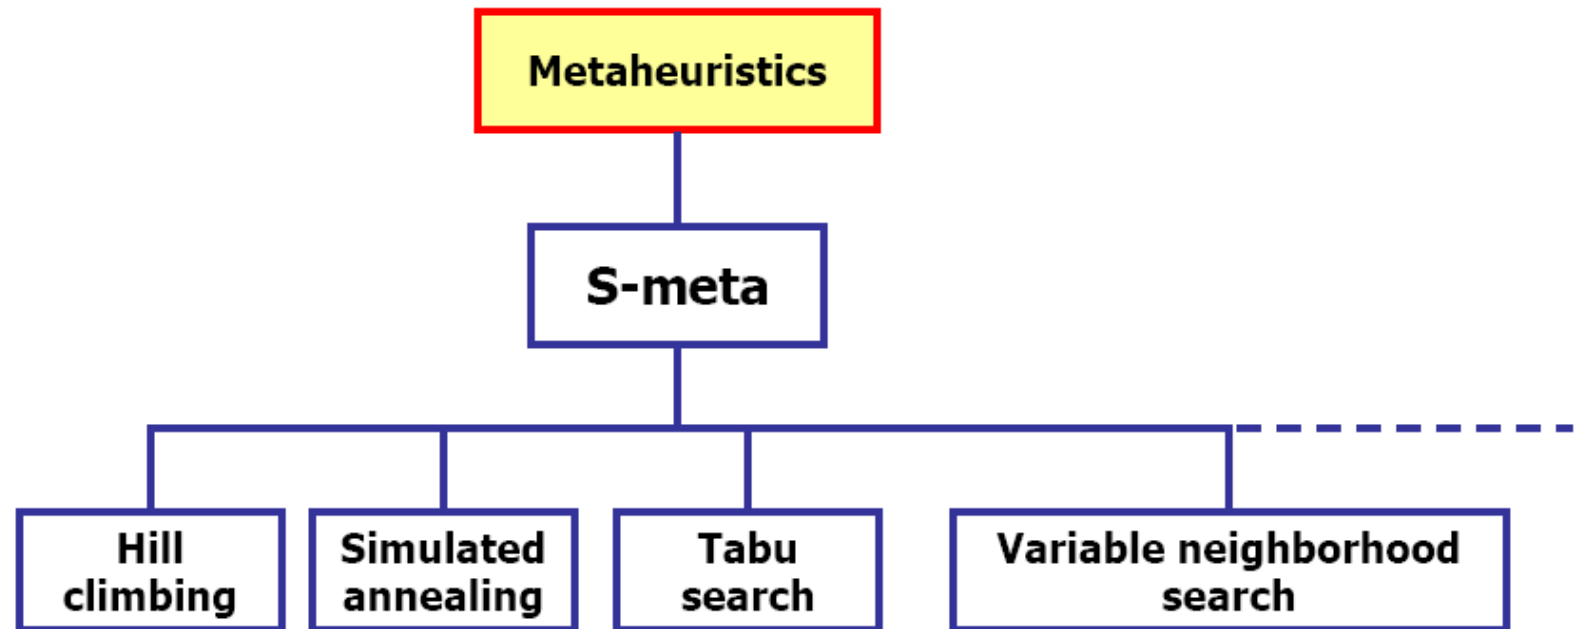 Metaheuristics
S-meta
Hill
climbing
Simulated
annealing
Tabu
search
Variable neighborhood
search